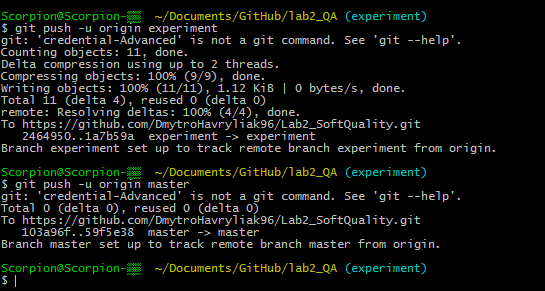 Scorpion@Scorpion-▒▒ ~/Documents/GitHub/lab2_QA (experiment)
$ git push -u origin experiment
git: 'credential-Advanced' is not a git command. See 'git --help'.
Counting objects: 11, done.
Delta compression using up to 2 threads.
Compressing objects: 100% (9/9), done.
Writing objects: 100% (11/11), 1.12 KiB | 0 bytes/s, done.
Total 11 (delta 4), reused 0 (delta 0)
remote: Resolving deltas: 100% (4/4), done.
To https://github.com/DmytroHavryliak96/Lab2_SoftQuality.git
   2464950..1a7b59a  experiment -> experiment
Branch experiment set up to track remote branch experiment from origin.
Scorpion@Scorpion-▒▒ ~/Documents/GitHub/lab2_QA (experiment)
$ git push -u origin master
git: 'credential-Advanced' is not a git command. See 'git --help'.
Total 0 (delta 0), reused 0 (delta 0)
To https://github.com/DmytroHavryliak96/Lab2_SoftQuality.git
   103a96f..59f5e38  master -> master
Branch master set up to track remote branch master from origin.
Scorpion@Scorpion-▒▒ ~/Documents/GitHub/lab2_QA (experiment)
$